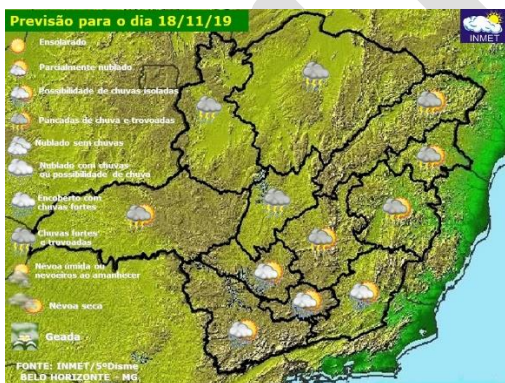 Previsão para o dia 18/11/19
INMET
Ensolarado
Parcialmente nublado
Possibilidade de chuvas isoladas
Pancadas de chuva e trovoadas
Nublado sem chuvas
Nublado com chuvas
ou possibilidade de chuva
Encoberto com
chuvas fortes
Chuvas fortes
e trovoadas
Névoa úmida ou
nevoeiros ao amanhecer
Névoa seca
Geada
FONTE: INMET/5ºDisme
BELO HORIZONTE - MG